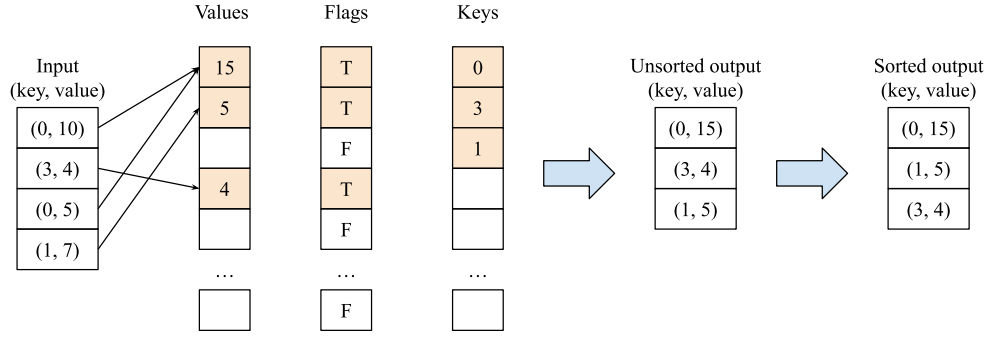 Values
Flags
Keys
Input
(key, value)
(0, 10)
(3, 4)
(0, 5)
(1, 7)
15
5
4
...
T
T
F
T
F
...
F
0
3
1
...
Unsorted output
(key, value)
(0, 15)
(3, 4)
(1, 5)
Sorted output
(key, value)
(0, 15)
(1, 5)
(3, 4)